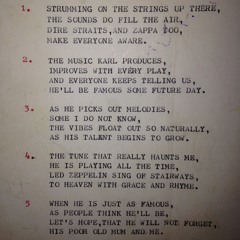 1. STRUMMING ON THE STRINGS UP THERE,
THE SOUNDS DO FILL THE AIR,
DIRE STRAITS,AND ZAPPA TOO,
MAKE EVERYONE AWARE.
2. THE MUSIC KARL PRODUCES,
IMPROVES WITH EVERY PLAY,
AND EVERYONE KEEPS TELLING US,
HE'LL BE FAMOUS SOME FUTURE DAY.
3. AS HE PICKS OUT MELODIES,
SOME I DO NOT KNOW,
THE VIBES FLOAT OUT SO NATURALLY,
AS HIS TALENT BEGINS TO GROW.
4. THE TUNE THAT REALLY HAUNTS ME,
HE IS PLAYING ALL THE TIME,
LED ZEPPELIN SING OF STAIRWAYS,
TO HEAVEN WITH GRACE AND RHYME.
5 WHEN HE IS JUST AS FAMOUS,
AS PEOPLE THINK HE'LL BE,
LET'S HOPE,THAT HE WILL NOT FORGET,
HIS POOR OLD MUM AND ME.